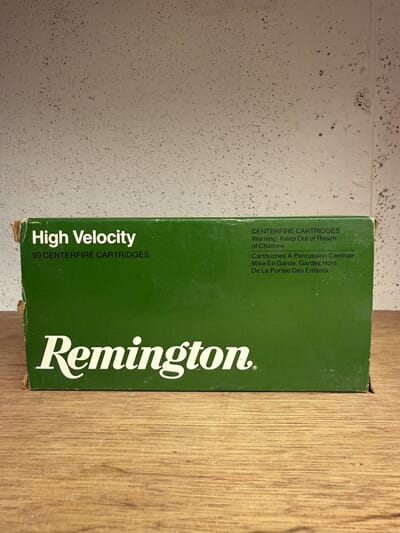 High Velocity
50 CENTERFIRE CARTRIDGES
CENTERFIRE CARTRIDGES
Warning: Keep Out of Reach
of Children
Cartouches A Percussion Centrale
Mise En Garde: Gardez Hors
De La Portée Des Enfants.
Remington®